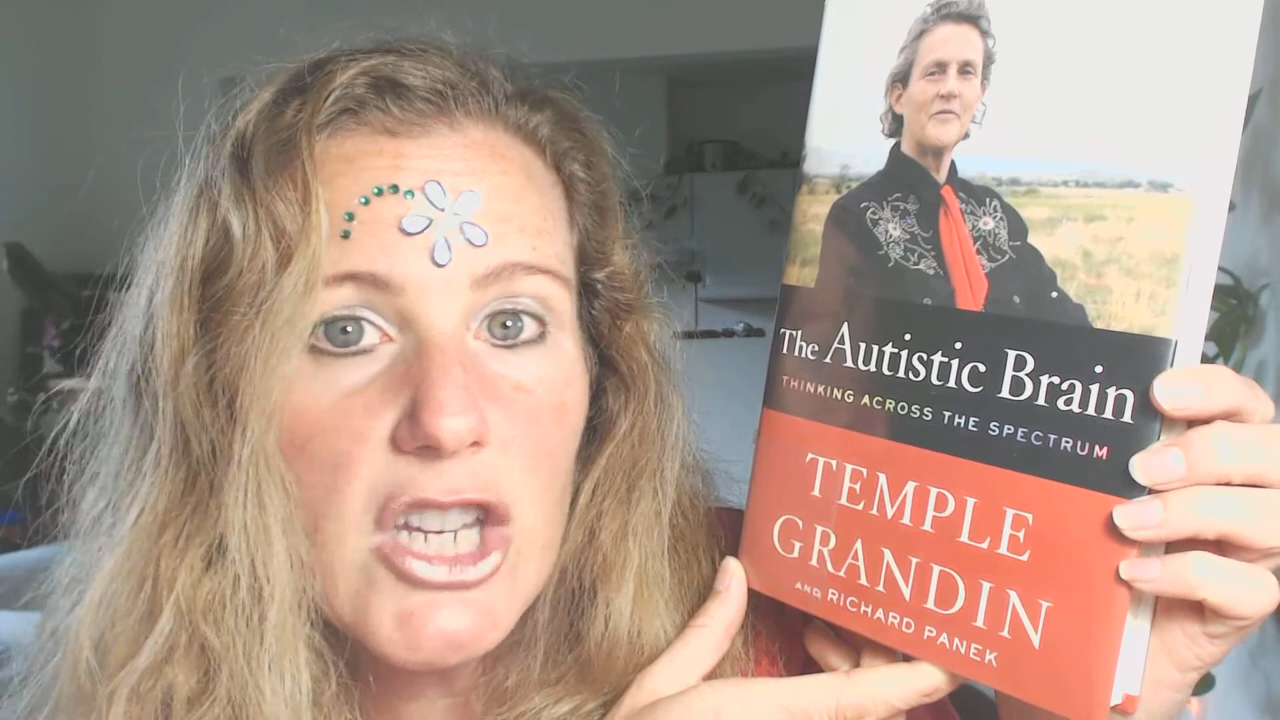 The Autistic Brain
THINKING ACROSS THE SPECTRUM
TEMPLE
GRANDIN
AND RICHARD PANEK